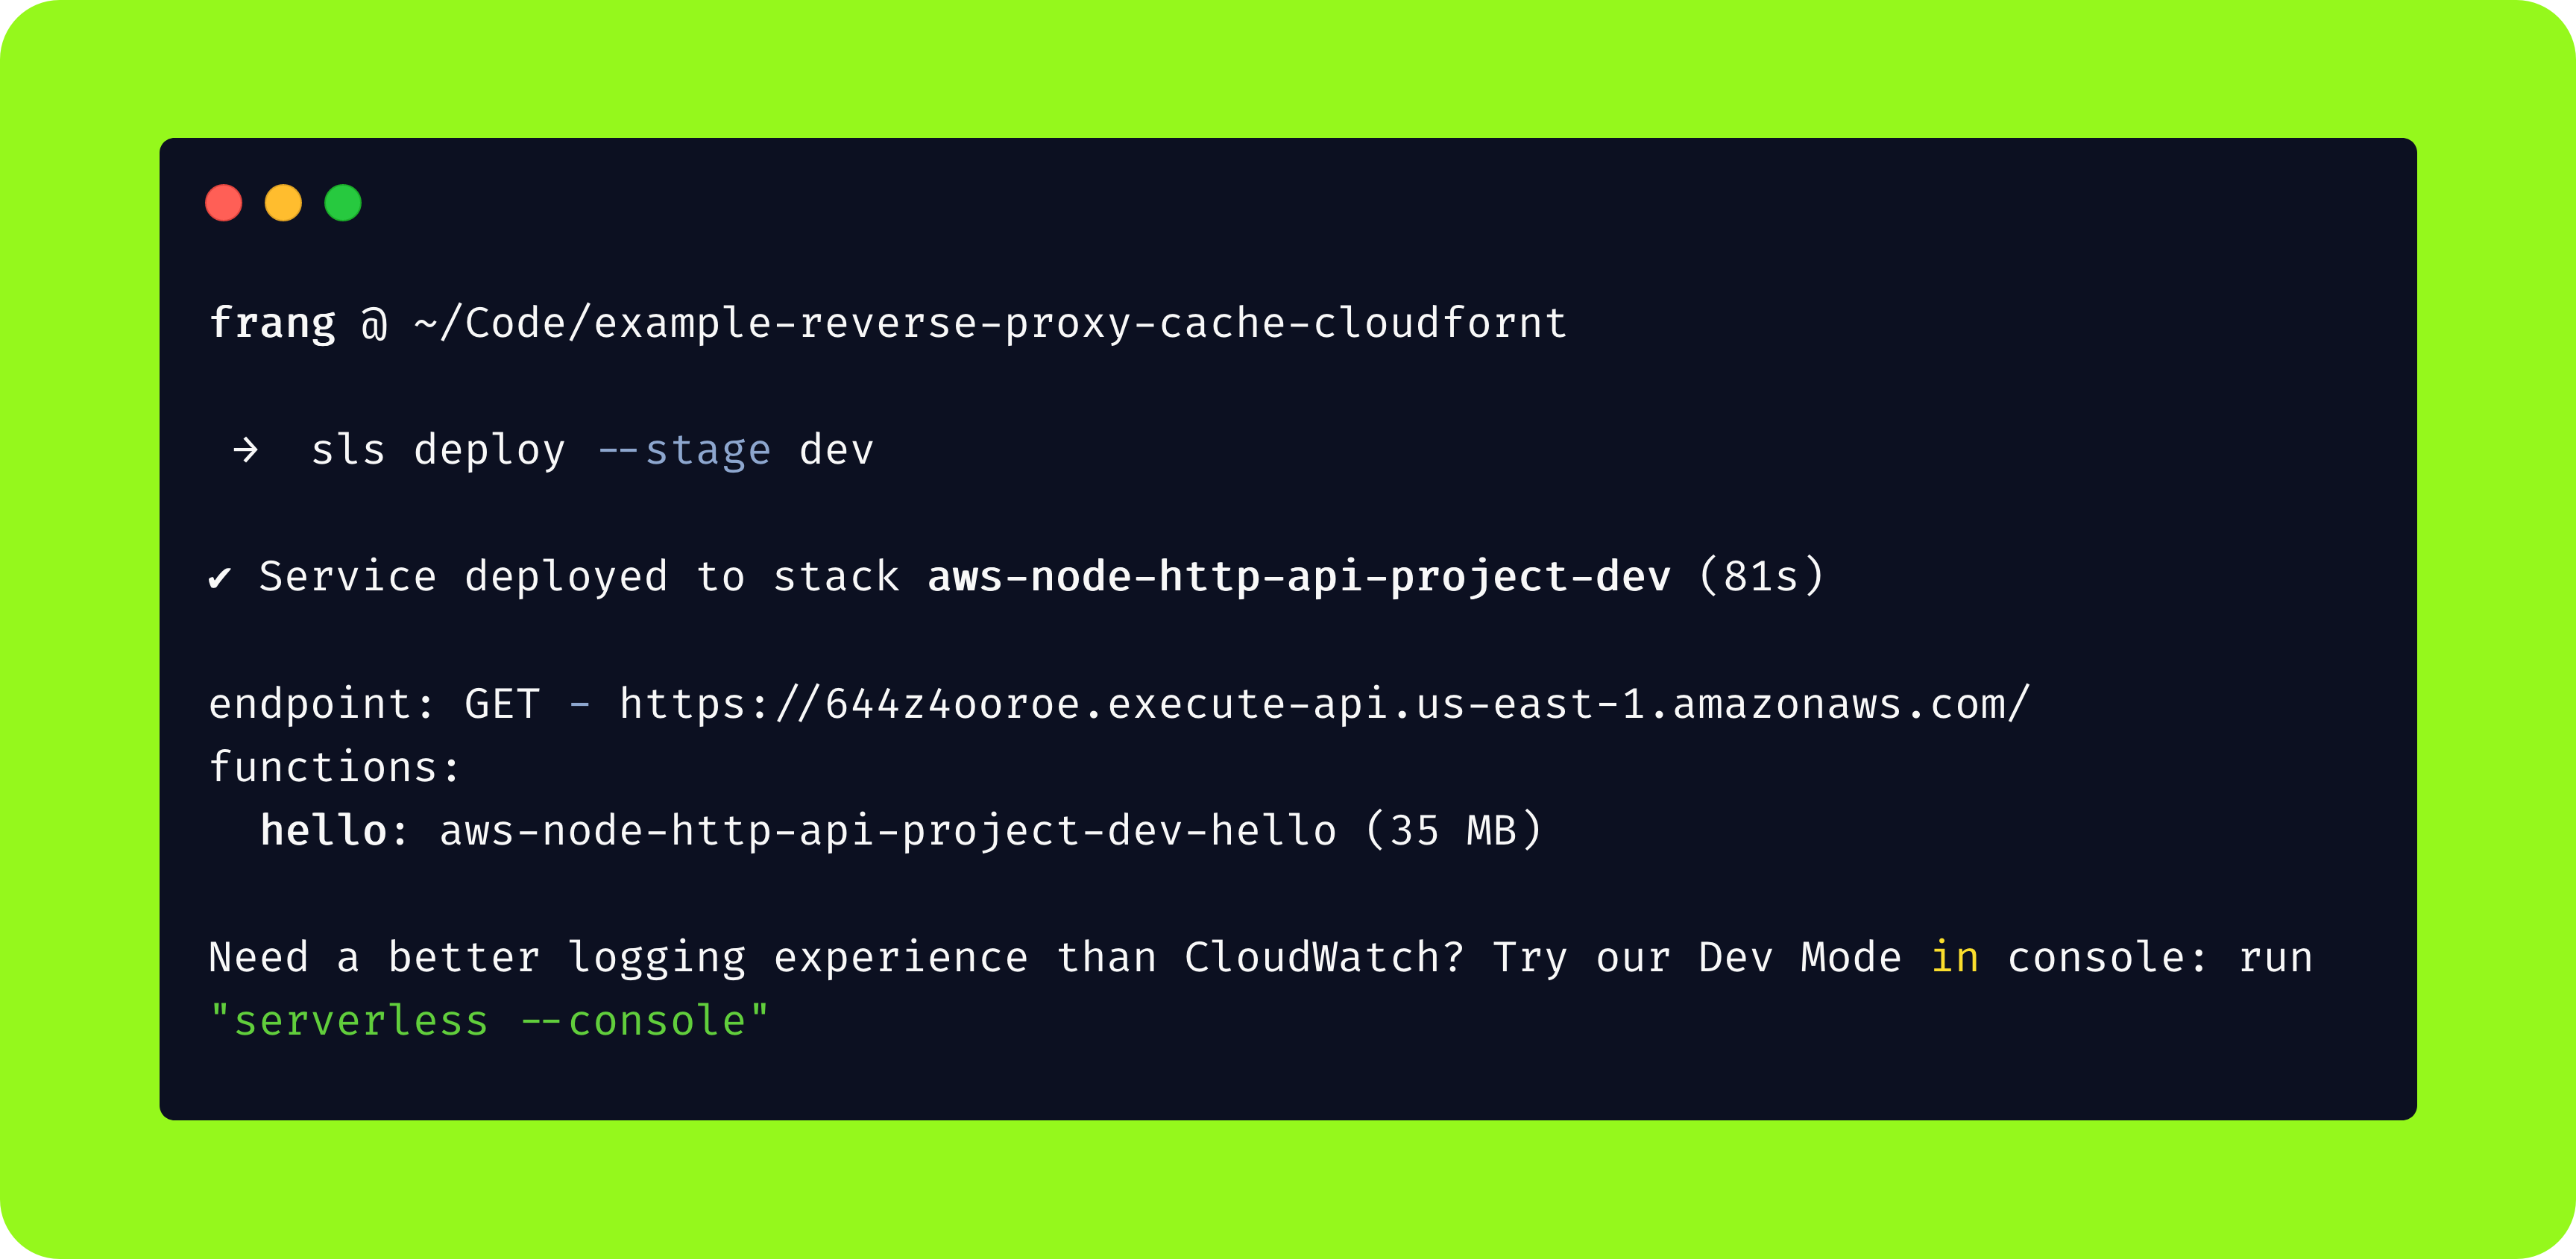 frang @ ~/Code/example-reverse-proxy-cache-cloudfornt
→ sls deploy --stage dev
✔ Service deployed to stack aws-node-http-api-project-dev (81s)
endpoint: GET - https://644z4ooroe.execute-api.us-east-1.amazonaws.com/
functions:
  hello: aws-node-http-api-project-dev-hello (35 MB)
Need a better logging experience than CloudWatch? Try our Dev Mode in console: run
"serverless --console"